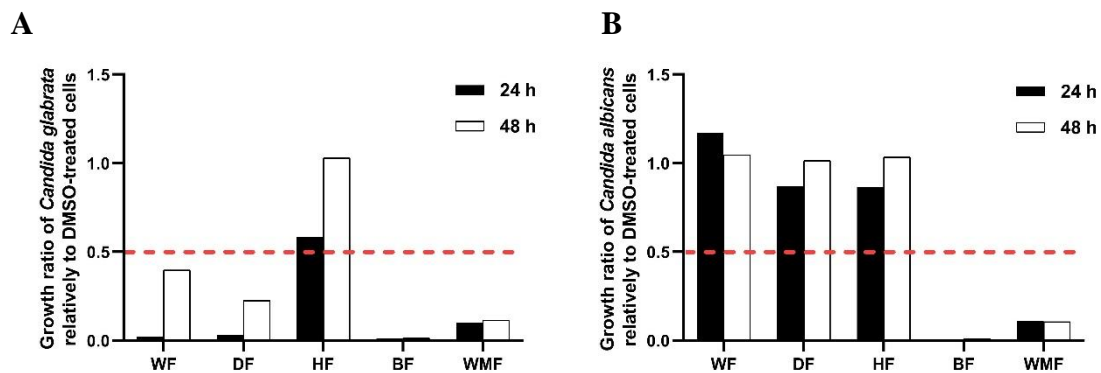 A
Growth ratio of Candida glabrata
relatively to DMSO-treated cells
1.5
1.0
0.5
0.0
24 h
48 h
WF DF HF BF WMF
B
Growth ratio of Candida albicans
relatively to DMSO-treated cells
1.5
1.0
0.5
0.0
24 h
48 h
WF DF HF BF WMF